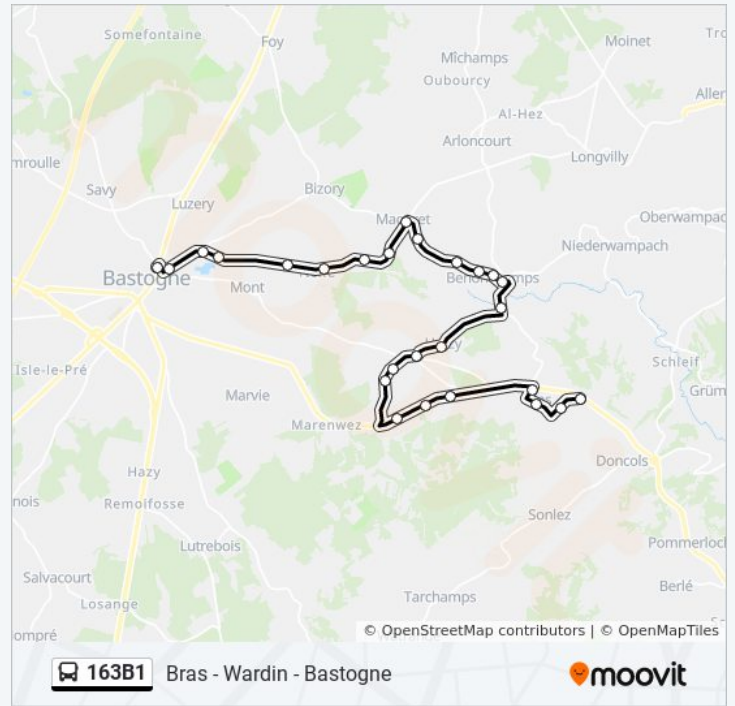 Somefontaine
Foy
Moinet
Mîchamps
Oubourcy
Al-Hez
Arloncourt
Longvilly
Savy
Luzery
Bizory
Oberwampac
Niederwampach
Bastogne
Mont
Schleif
Isle-le-Pré
Marvie
Marenwez
Doncols
Hazy
Remoifosse
Sonlez
Lutrebois
Pommerloch
Salvacourt
Losange
Berlé
Tarchamps
© OpenStreetMap contributors | © OpenMapTiles
163B1 Bras - Wardin - Bastogne
moovit